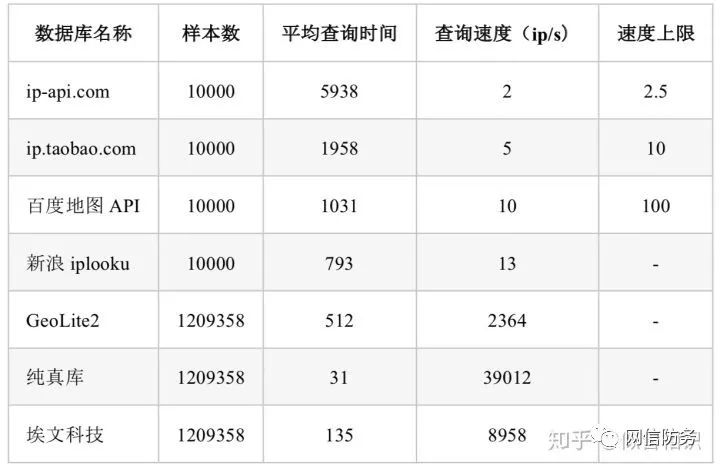 数据库名称 样本数 平均查询时间 查询速度（ip/s） 速度上限
ip-api.com 10000 5938 2 2.5
ip.taobao.com 10000 1958 5 10
百度地图 API 10000 1031 10 100
新浪 iplooku 10000 793 13 -
GeoLite2 1209358 512 2364 -
纯真库 1209358 31 39012 -
埃文科技 1209358 135 8958
知乎 网信防务